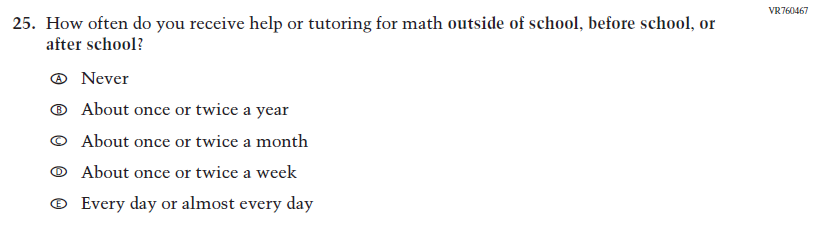 VR760467
25. How often do you receive help or tutoring for math outside of school, before school, or
after school?
A Never
B About once or twice a year
C About once or twice a month
D About once or twice a week
E Every day or almost every day